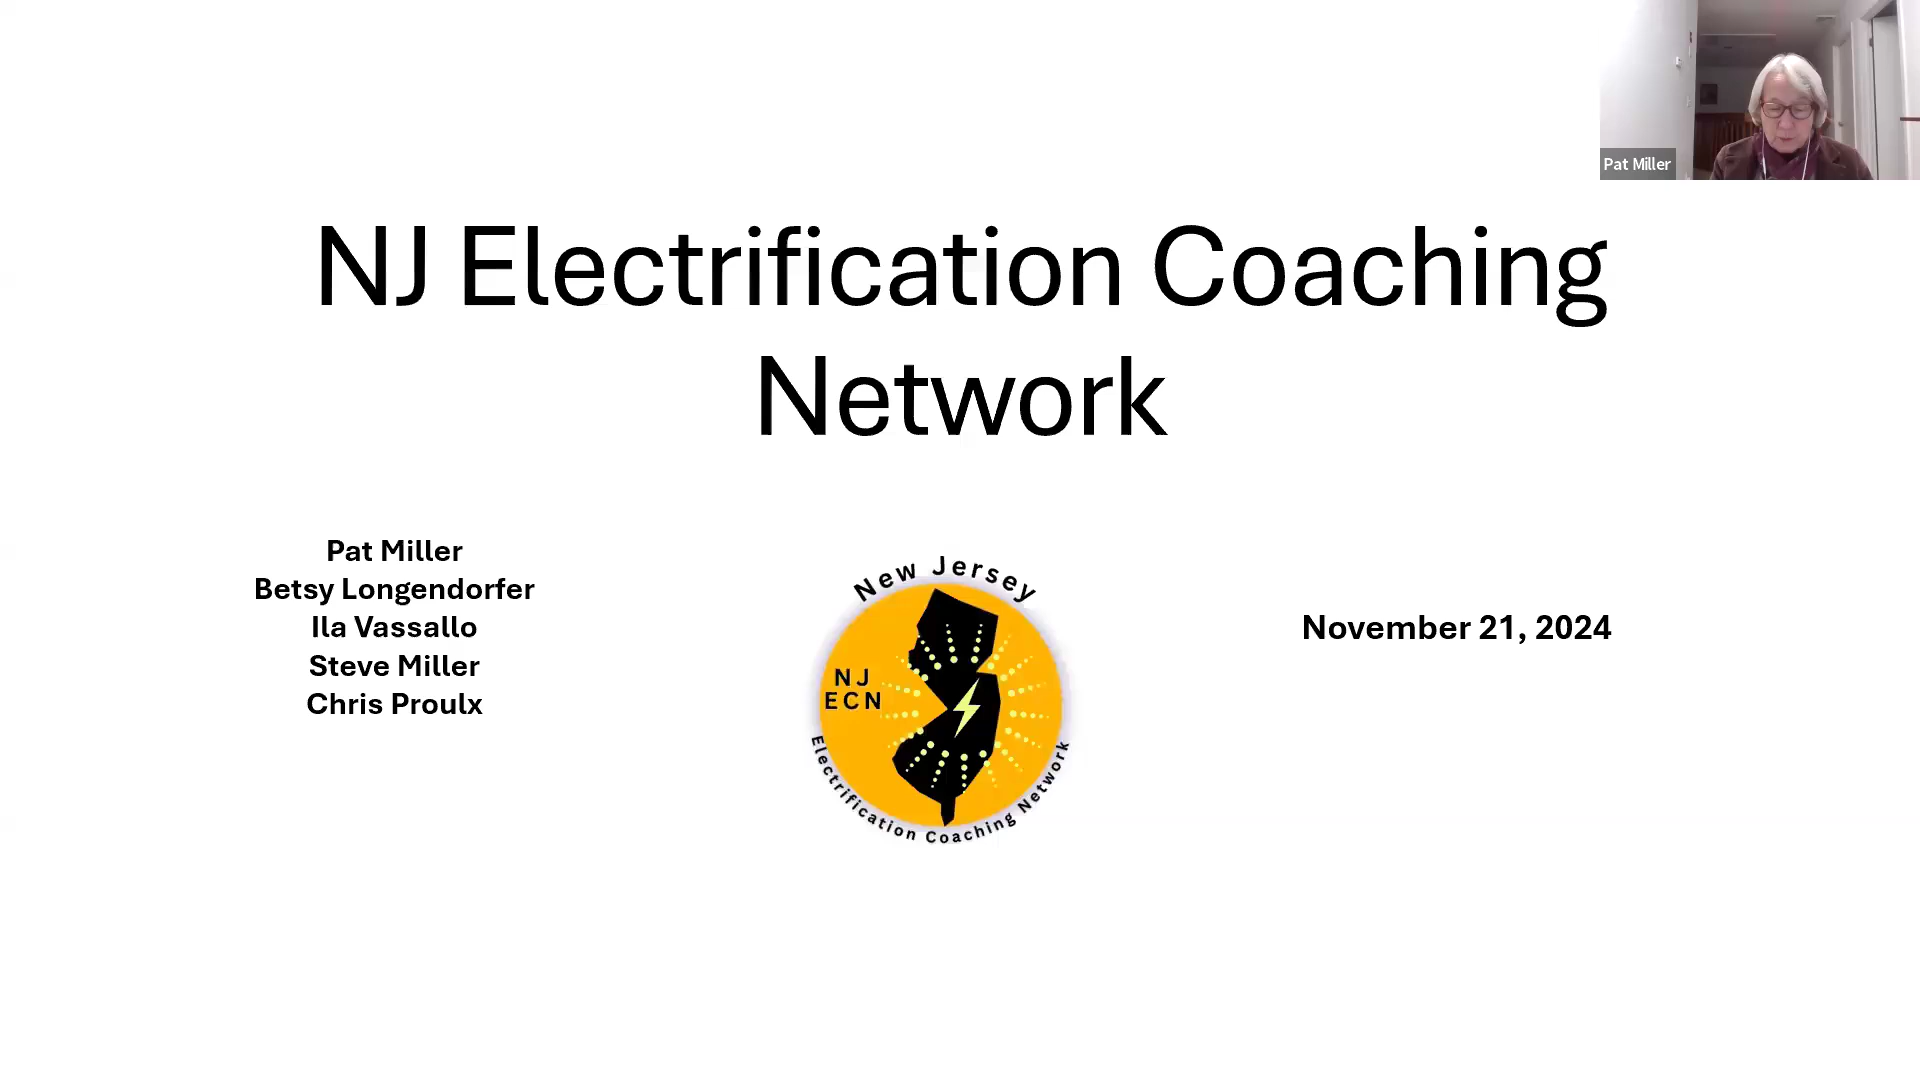 Pat Miller
NJ Electrification Coaching
Network
Pat Miller
Betsy Longendorfer
Ila Vassallo
Steve Miller
Chris Proulx
New Jersey
NJ
ECN
Electrification Coaching Network
November 21, 2024